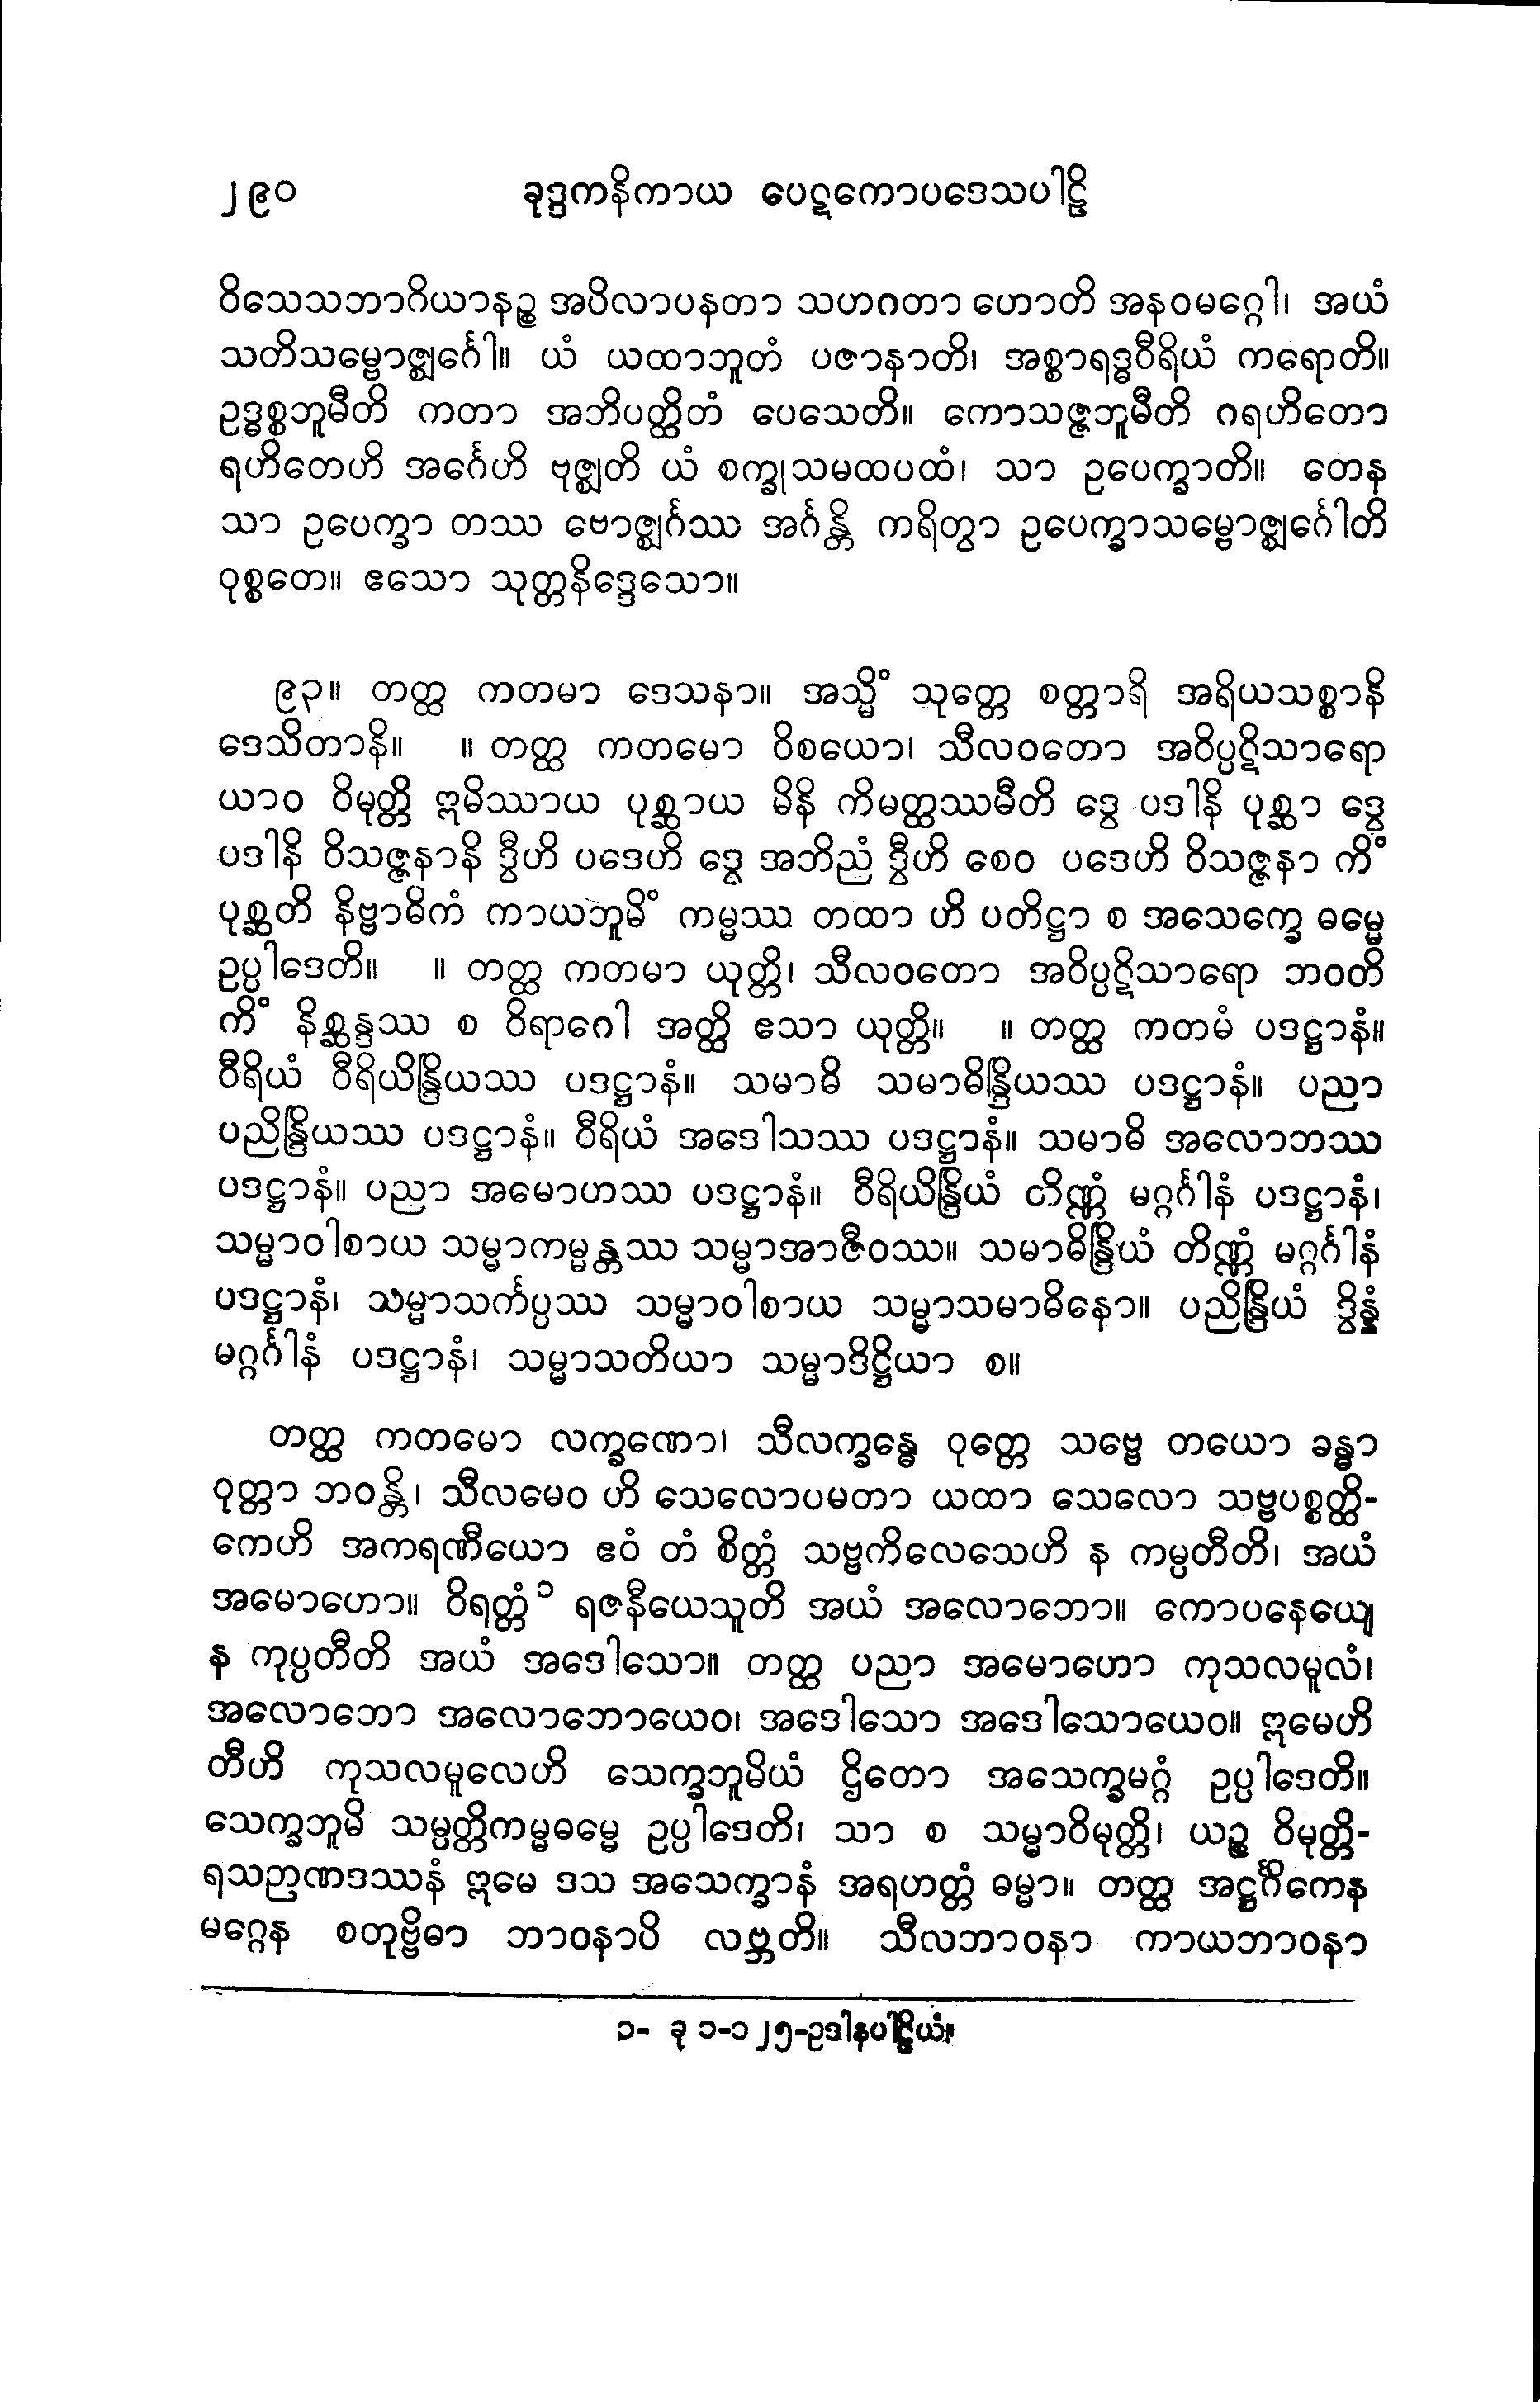 ၂၉၀ ခုဒ္ဒကနိကာယ ပေဋကောပဒေသပါဠိ
ဝိသေသဘာဂိယာနဉ္စ အပိလာပနတာ သဟဂတာ ဟောတိ အနဝမဂ္ဂေါ၊ အယံ
သတိသမ္ဗောဇ္ဈင်္ဂေါ။ ယံ ယထာဘူတံ ပဇာနာတိ၊ အစ္စာရဒ္ဓဝီရိယံ ကရောတိ။
ဥဒ္ဓစ္စဘူမီတိ ကတာ အဘိပတ္ထိတံ ပေသေတိ။ ကောသဇ္ဇဘူမီတိ ဂရဟိတော
ရဟိတေဟိ အင်္ဂေဟိ ဗုဇ္ဈတိ ယံ စက္ခုသမထပထံ၊ သာ ဥပေက္ခာတိ။ တေန
သာ ဥပေက္ခာ တဿ ဗောဇ္ဈင်္ဂဿ အင်္ဂန္တိ ကရိတွာ ဥပေက္ခာသမ္ဗောဇ္ဈင်္ဂေါတိ
ဝုစ္စတေ။ ဧသော သုတ္တနိဒ္ဒေသော။
၉၃။ တတ္ထ ကတမာ ဒေသနာ။ အသ္မိံ သုတ္တေ စတ္တာရိ အရိယသစ္စာနိ
ဒေသိတာနိ။ ။ တတ္ထ ကတမော ဝိစယော၊ သီလဝတော အဝိပ္ပဋိသာရော
ယာဝ ဝိမုတ္တိ ဣမိဿာယ ပုစ္ဆာယ မိနိ ကိမတ္ထဿမီတိ ဒွေ ပဒါနိ ပုစ္ဆာ ဒွေ
ပဒါနိ ဝိသဇ္ဇနာနိ ဒွီဟိ ပဒေဟိ ဒွေ အဘိညံ ဒွီဟိ စေဝ ပဒေဟိ ဝိသဇ္ဇနာ ကိံ
ပုစ္ဆတိ နိဗ္ဗာဓိကံ ကာယဘူမိံ ကမ္မဿ တထာ ဟိ ပတိဋ္ဌာ စ အသေက္ခေ ဓမ္မေ
ဥပ္ပါဒေတိ။ ။ တတ္ထ ကတမာ ယုတ္တိ၊ သီလဝတော အဝိပ္ပဋိသာရော ဘဝတိ
ကိံ နိစ္ဆန္ဒဿ စ ဝိရာဂေါ အတ္ထိ ဧသာ ယုတ္တိ။ ။ တတ္ထ ကတမံ ပဒဋ္ဌာနံ။
ဝီရိယံ ဝီရိယိန္ဒြိယဿ ပဒဋ္ဌာနံ။ သမာဓိ သမာဓိန္ဒြိယဿ ပဒဋ္ဌာနံ။ ပညာ
ပညိန္ဒြိယဿ ပဒဋ္ဌာနံ။ ဝီရိယံ အဒေါသဿ ပဒဋ္ဌာနံ။ သမာဓိ အလောဘဿ
ပဒဋ္ဌာနံ။ ပညာ အမောဟဿ ပဒဋ္ဌာနံ။ ဝီရိယိန္ဒြိယံ တိဏ္ဏံ မဂ္ဂင်္ဂါနံ ပဒဋ္ဌာနံ၊
သမ္မာဝါစာယ သမ္မာကမ္မန္တဿ သမ္မာအာဇီဝဿ။ သမာဓိန္ဒြိယံ တိဏ္ဏံ မဂ္ဂင်္ဂါနံ
ပဒဋ္ဌာနံ၊ သမ္မာသင်္ကပ္ပဿ သမ္မာဝါစာယ သမ္မာသမာဓိနော။ ပညိန္ဒြိယံ ဒွိန္နံ
မဂ္ဂင်္ဂါနံ ပဒဋ္ဌာနံ၊ သမ္မာသတိယာ သမ္မာဒိဋ္ဌိယာ စ။
တတ္ထ ကတမော လက္ခဏော၊ သီလက္ခန္ဓေ ဝုတ္တေ သဗ္ဗေ တယော ခန္ဓာ
ဝုတ္တာ ဘဝန္တိ၊ သီလမေဝ ဟိ သေလောပမတာ ယထာ သေလော သဗ္ဗပစ္စတ္ထိ-
ကေဟိ အကရဏီယော ဧဝံ တံ စိတ္တံ သဗ္ဗကိလေသေဟိ န ကမ္ပတီတိ၊ အယံ
အမောဟော။ ဝိရတ္တံ၁ ရဇနီယေသူတိ အယံ အလောဘော။ ကောပနေယျေ
န ကုပ္ပတီတိ အယံ အဒေါသော။ တတ္ထ ပညာ အမောဟော ကုသလမူလံ၊
အလောဘော အလောဘောယေဝ၊ အဒေါသော အဒေါသောယေဝ။ ဣမေဟိ
တီဟိ ကုသလမူလေဟိ သေက္ခဘူမိယံ ဌိတော အသေက္ခမဂ္ဂံ ဥပ္ပါဒေတိ။
သေက္ခဘူမိ သမ္ပတ္တိကမ္မဓမ္မေ ဥပ္ပါဒေတိ၊ သာ စ သမ္မာဝိမုတ္တိ၊ ယဉ္စ ဝိမုတ္တိ-
ရသဉာဏဒဿနံ ဣမေ ဒသ အသေက္ခာနံ အရဟတ္တံ ဓမ္မာ။ တတ္ထ အဋ္ဌင်္ဂိကေန
မဂ္ဂေန စတုဗ္ဗိဓာ ဘာဝနာပိ လဗ္ဘတိ။ သီလဘာဝနာ ကာယဘာဝနာ
၁- ခု ၁-၁၂၅-ဥဒါနပါဠိယံ။